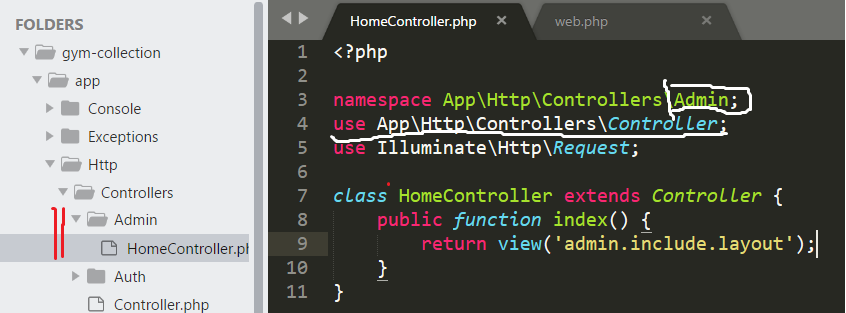 FOLDERS
gym-collection
app
Console
Exceptions
Http
Controllers
Admin
HomeController.ph
Auth
Controller.php
HomeController.php ×
web.php ×
1 <?php
2
3 namespace App\Http\Controllers\Admin;
4 use App\Http\Controllers\Controller;
5 use Illuminate\Http\Request;
6
7 class HomeController extends Controller {
8 public function index() {
9 return view('admin.include.layout');
10 }
11 }